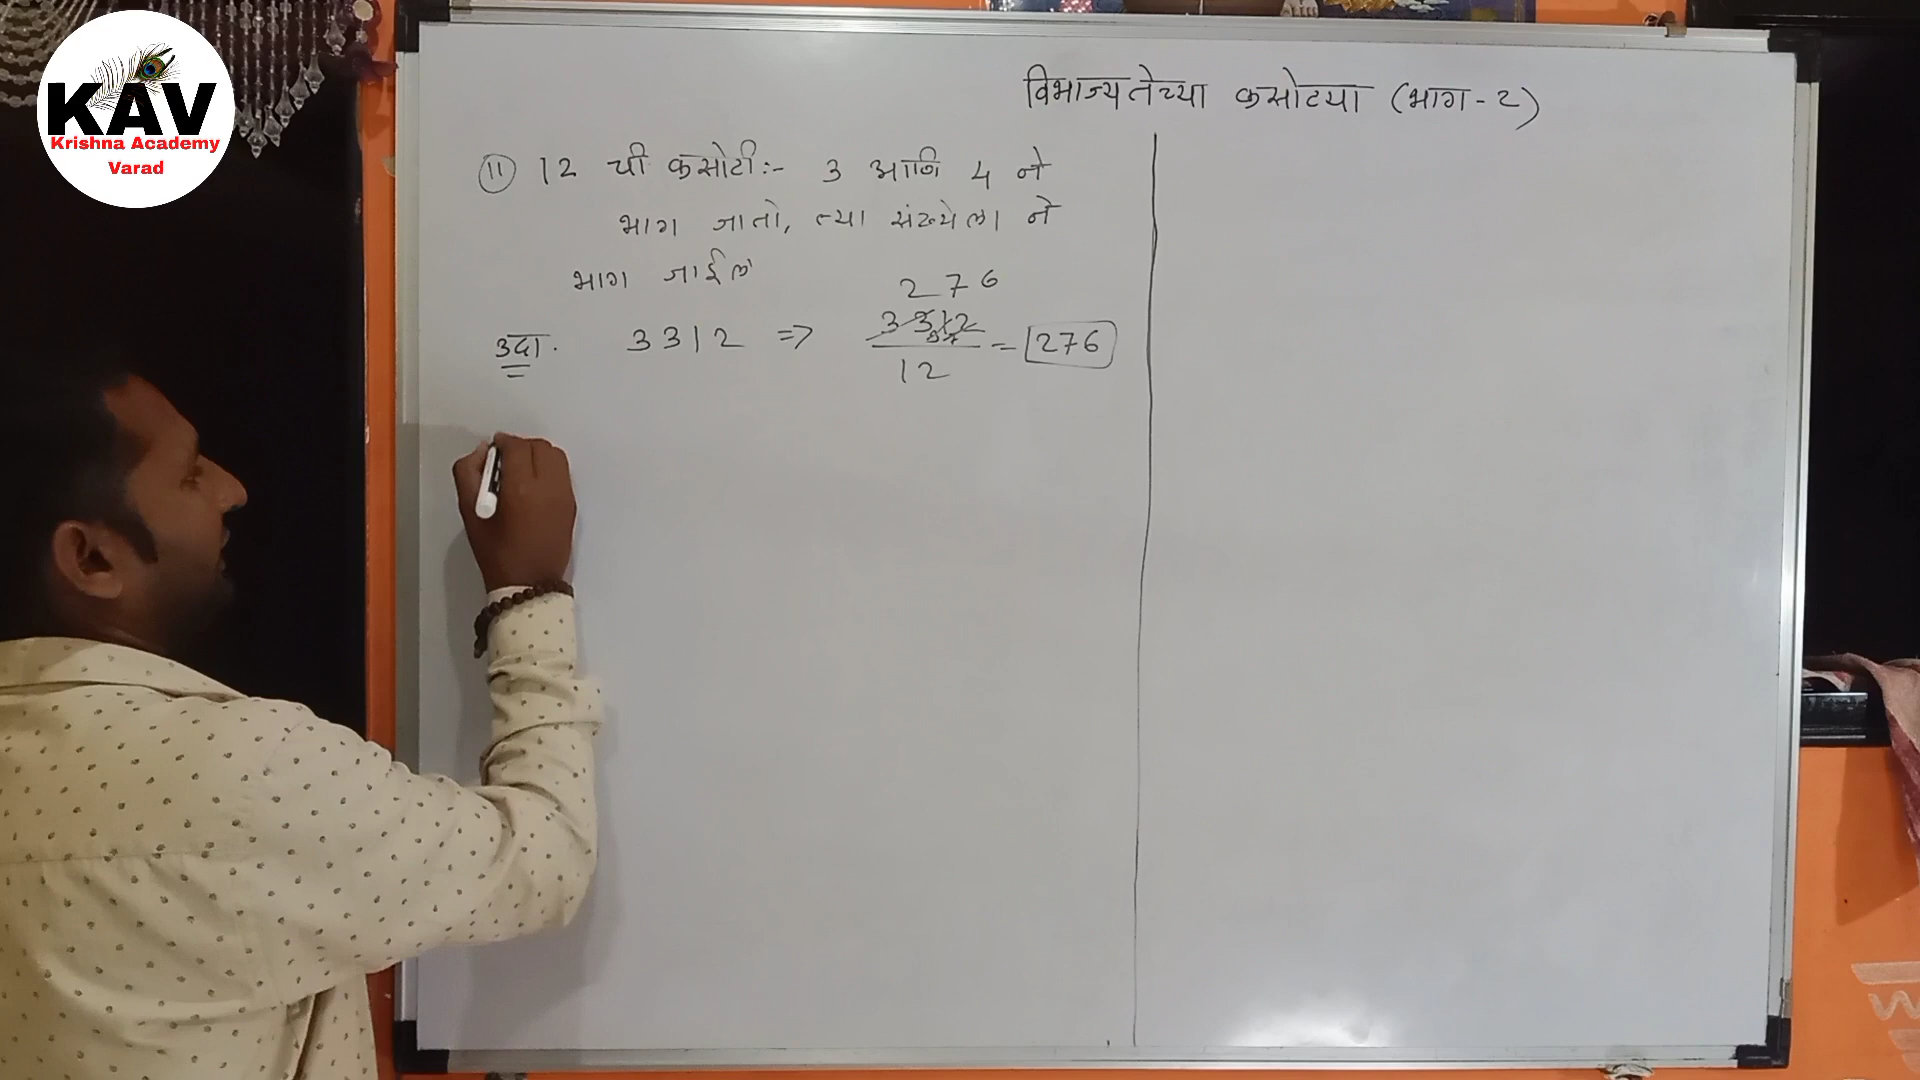 KAV
Krishna Academy
Varad
विभाज्यतेच्या कसोटया (भाग-२)
11 12 ची कसोटी:- 3 आणि 4 ने
भाग जातो, त्या संख्येला ने
भाग जाईल
उदा. 3312 => 3312/12 = 276
276